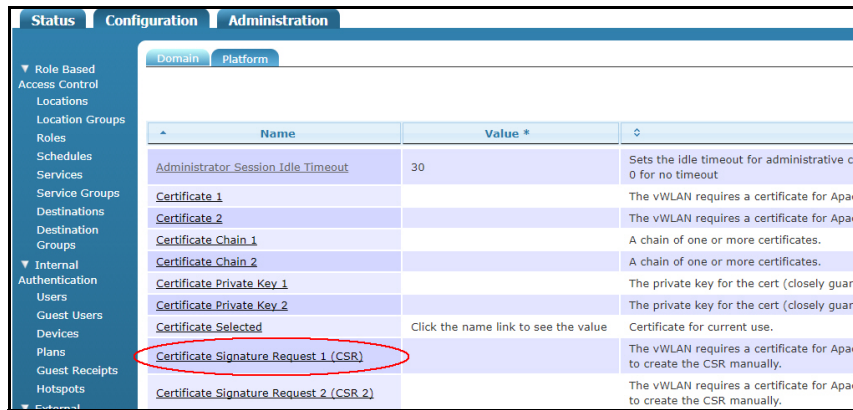 Status Configuration Administration
Domain Platform
▼ Role Based
Access Control
Locations
Location Groups
Roles
Schedules
Services
Service Groups
Destinations
Destination
Groups
▼ Internal
Authentication
Users
Guest Users
Devices
Plans
Guest Receipts
Hotspots
▼ External
Name Value *
Administrator Session Idle Timeout 30 Sets the idle timeout for administrative c
0 for no timeout
Certificate 1 The vWLAN requires a certificate for Apa
Certificate 2 The vWLAN requires a certificate for Apa
Certificate Chain 1 A chain of one or more certificates.
Certificate Chain 2 A chain of one or more certificates.
Certificate Private Key 1 The private key for the cert (closely guar
Certificate Private Key 2 The private key for the cert (closely guar
Certificate Selected Click the name link to see the value Certificate for current use.
Certificate Signature Request 1 (CSR) The vWLAN requires a certificate for Apa
to create the CSR manually.
Certificate Signature Request 2 (CSR 2) The vWLAN requires a certificate for Apa
to create the CSR manually.